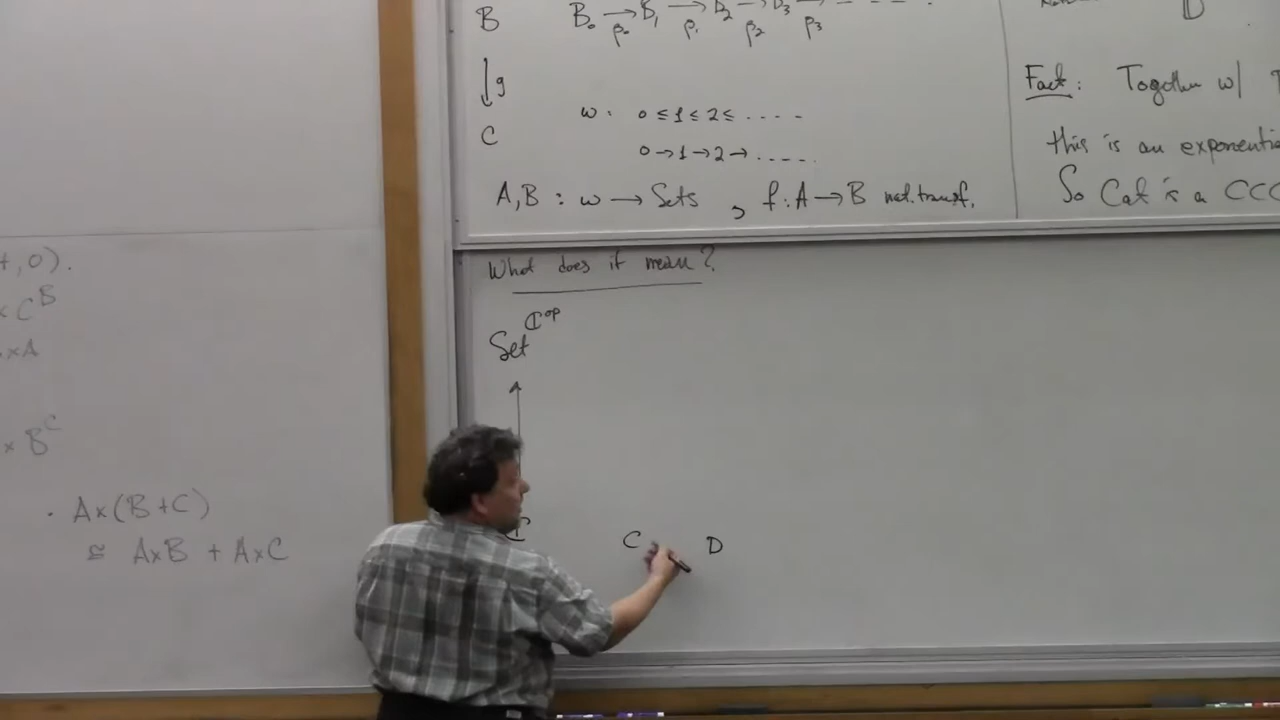 +, 0).
× C^B
×A
× B^C
· A×(B+C)
≅ A×B + A×C
B B₀ → B₁ → B₂ → B₃ → - - - - .
β₀ β₁ β₂ β₃
↓g
C
ω : 0 ≤ 1 ≤ 2 ≤ . . . .
0 → 1 → 2 → . . . . .
A, B : ω → Sets , f : A → B nat. transf.
D
Fact : Together w/
this is an exponentia
So Cat is a CCC
What does it mean ?
Set^ℂᵒᵖ
↑
ℂ C D